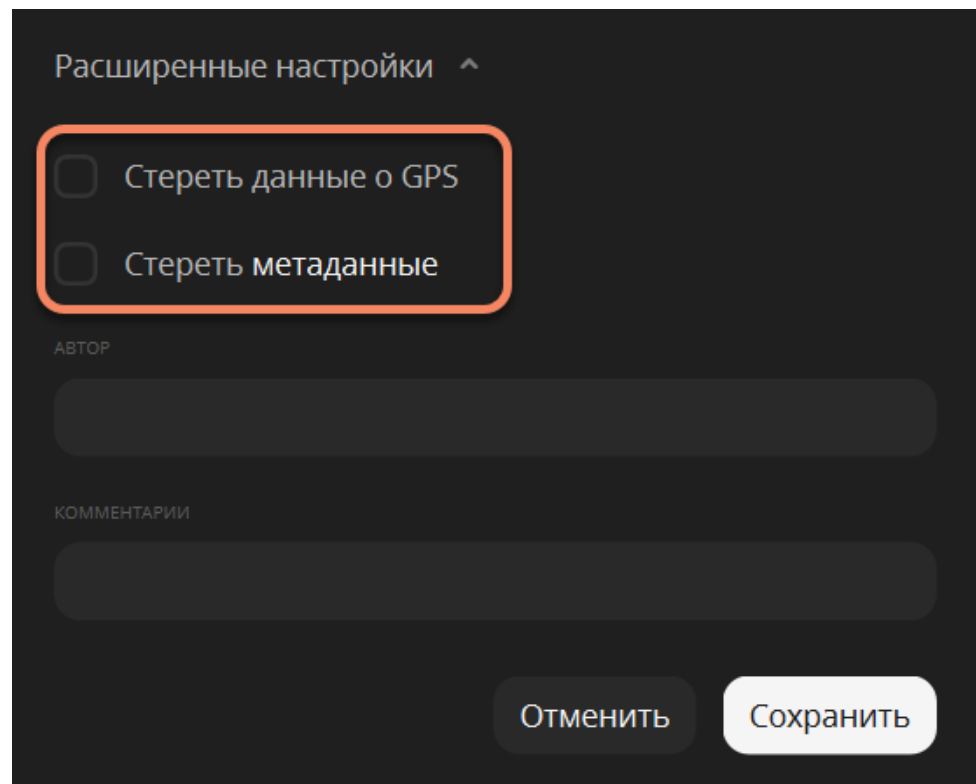 Расширенные настройки
Стереть данные о GPS
Стереть метаданные
АВТОР
КОММЕНТАРИИ
Отменить
Сохранить